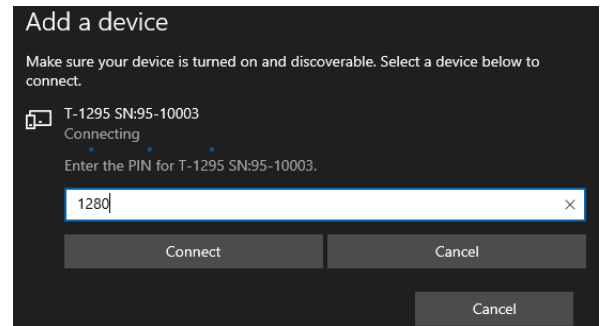 Add a device
Make sure your device is turned on and discoverable. Select a device below to
connect.
T-1295 SN:95-10003
Connecting
Enter the PIN for T-1295 SN:95-10003.
1280
Connect
Cancel
Cancel